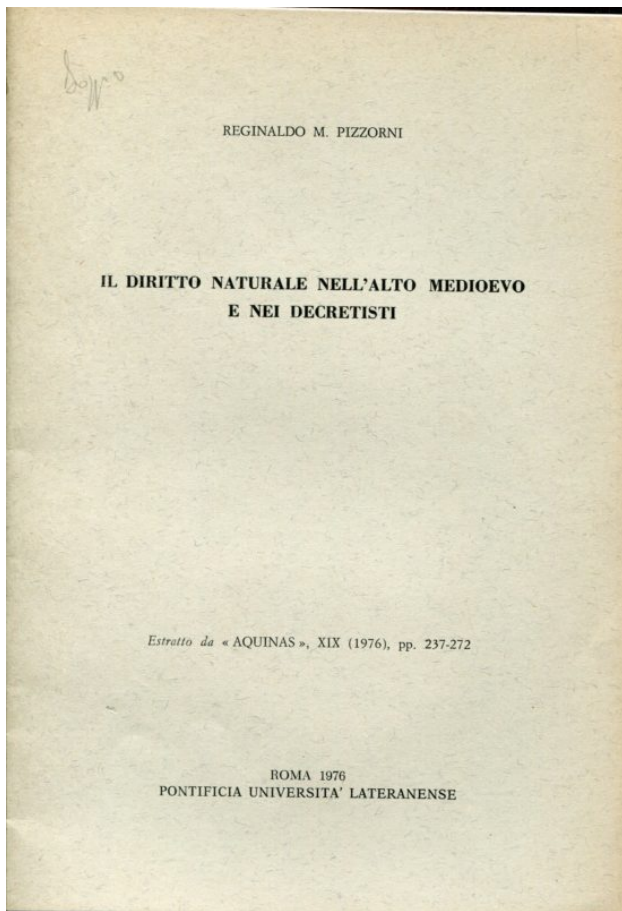 Doppio
REGINALDO M. PIZZORNI
IL DIRITTO NATURALE NELL'ALTO MEDIOEVO
E NEI DECRETISTI
Estratto da « AQUINAS », XIX (1976), pp. 237-272
ROMA 1976
PONTIFICIA UNIVERSITA' LATERANENSE